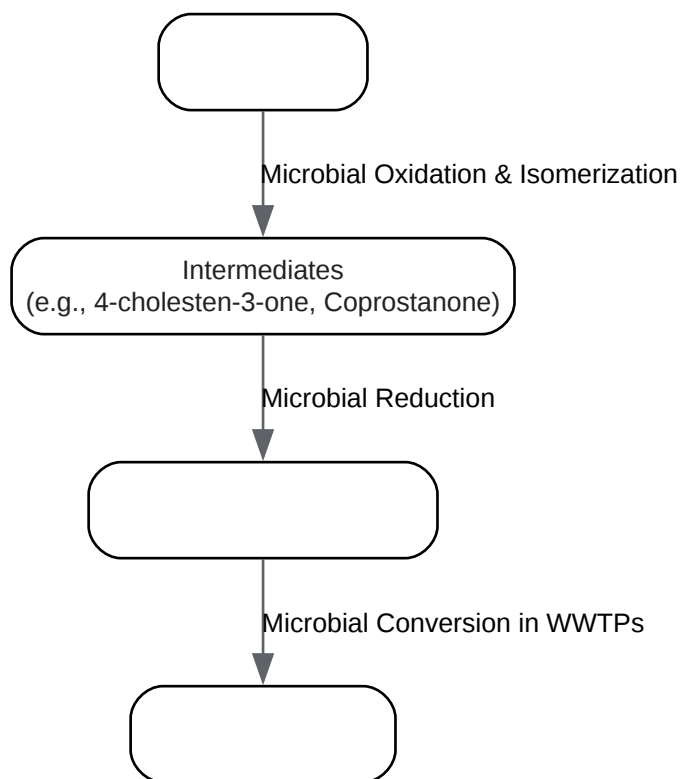 Microbial Oxidation & Isomerization
Intermediates
(e.g., 4-cholesten-3-one, Coprostanone)
Microbial Reduction
Microbial Conversion in WWTPs